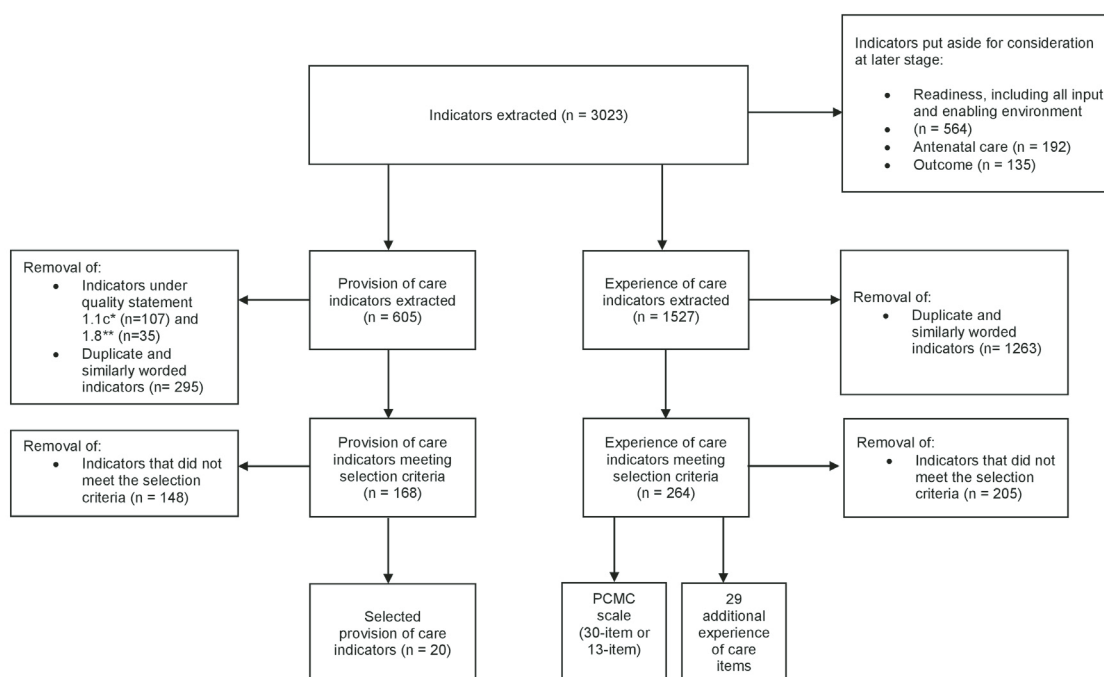 Indicators put aside for consideration
at later stage:
• Readiness, including all input
and enabling environment
• (n = 564)
• Antenatal care (n = 192)
• Outcome (n = 135)
Indicators extracted (n = 3023)
Removal of:
• Indicators under
quality statement
1.1c* (n=107) and
1.8** (n=35)
• Duplicate and
similarly worded
indicators (n= 295)
Provision of care
indicators extracted
(n = 605)
Experience of care
indicators extracted
(n = 1527)
Removal of:
• Duplicate and
similarly worded
indicators (n= 1263)
Removal of:
• Indicators that did not
meet the selection
criteria (n = 148)
Provision of care
indicators meeting
selection criteria
(n = 168)
Experience of care
indicators meeting
selection criteria
(n = 264)
Removal of:
• Indicators that did not
meet the selection
criteria (n = 205)
Selected
provision of care
indicators (n = 20)
PCMC
scale
(30-item or
13-item)
29
additional
experience
of care
items